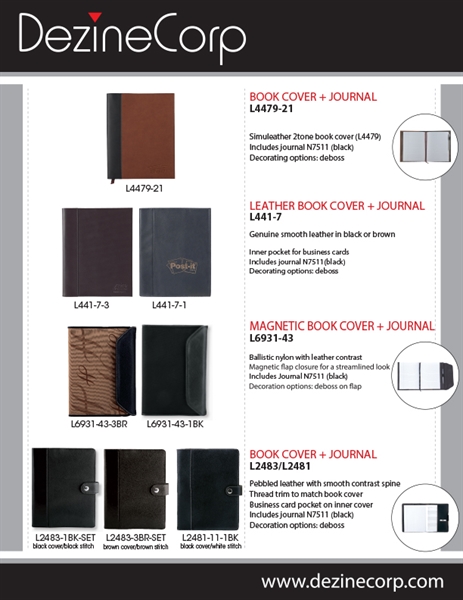 DezineCorp
BOOK COVER + JOURNAL
L4479-21
Simuleather 2tone book cover (L4479)
Includes journal N7511 (black)
Decorating options: deboss
L4479-21
LEATHER BOOK COVER + JOURNAL
L441-7
Genuine smooth leather in black or brown
Inner pocket for business cards
Includes journal N7511(black)
Decorating options: deboss
Post-it
L441-7-3
L441-7-1
MAGNETIC BOOK COVER + JOURNAL
L6931-43
Ballistic nylon with leather contrast
Magnetic flap closure for a streamlined look
Includes Journal N7511 (black)
Decoration options: deboss on flap
L6931-43-3BR
L6931-43-1BK
BOOK COVER + JOURNAL
L2483/L2481
Pebbled leather with smooth contrast spine
Thread trim to match book cover
Business card pocket on inner cover
Includes journal N7511 (black)
Decoration options: deboss
L2483-1BK-SET
black cover/black stitch
L2483-3BR-SET
brown cover/brown stitch
L2481-11-1BK
black cover/white stitch
www.dezinecorp.com